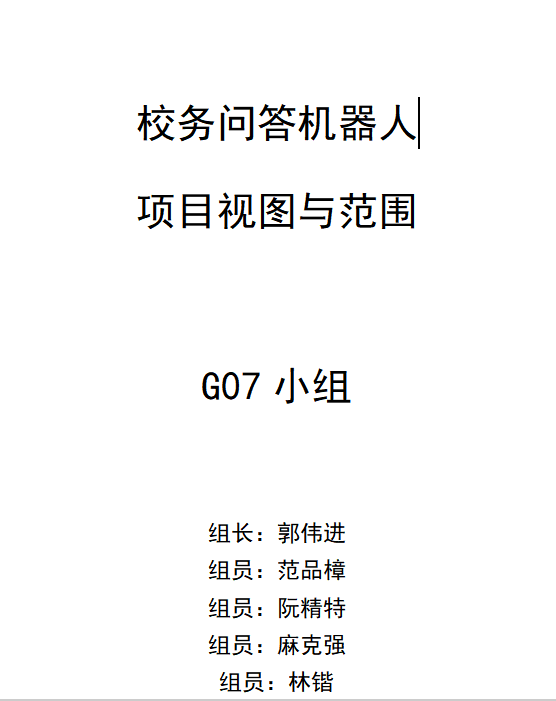 校务问答机器人
项目视图与范围
G07 小组
组长：郭伟进
组员：范品樟
组员：阮精特
组员：麻克强
组员：林锴